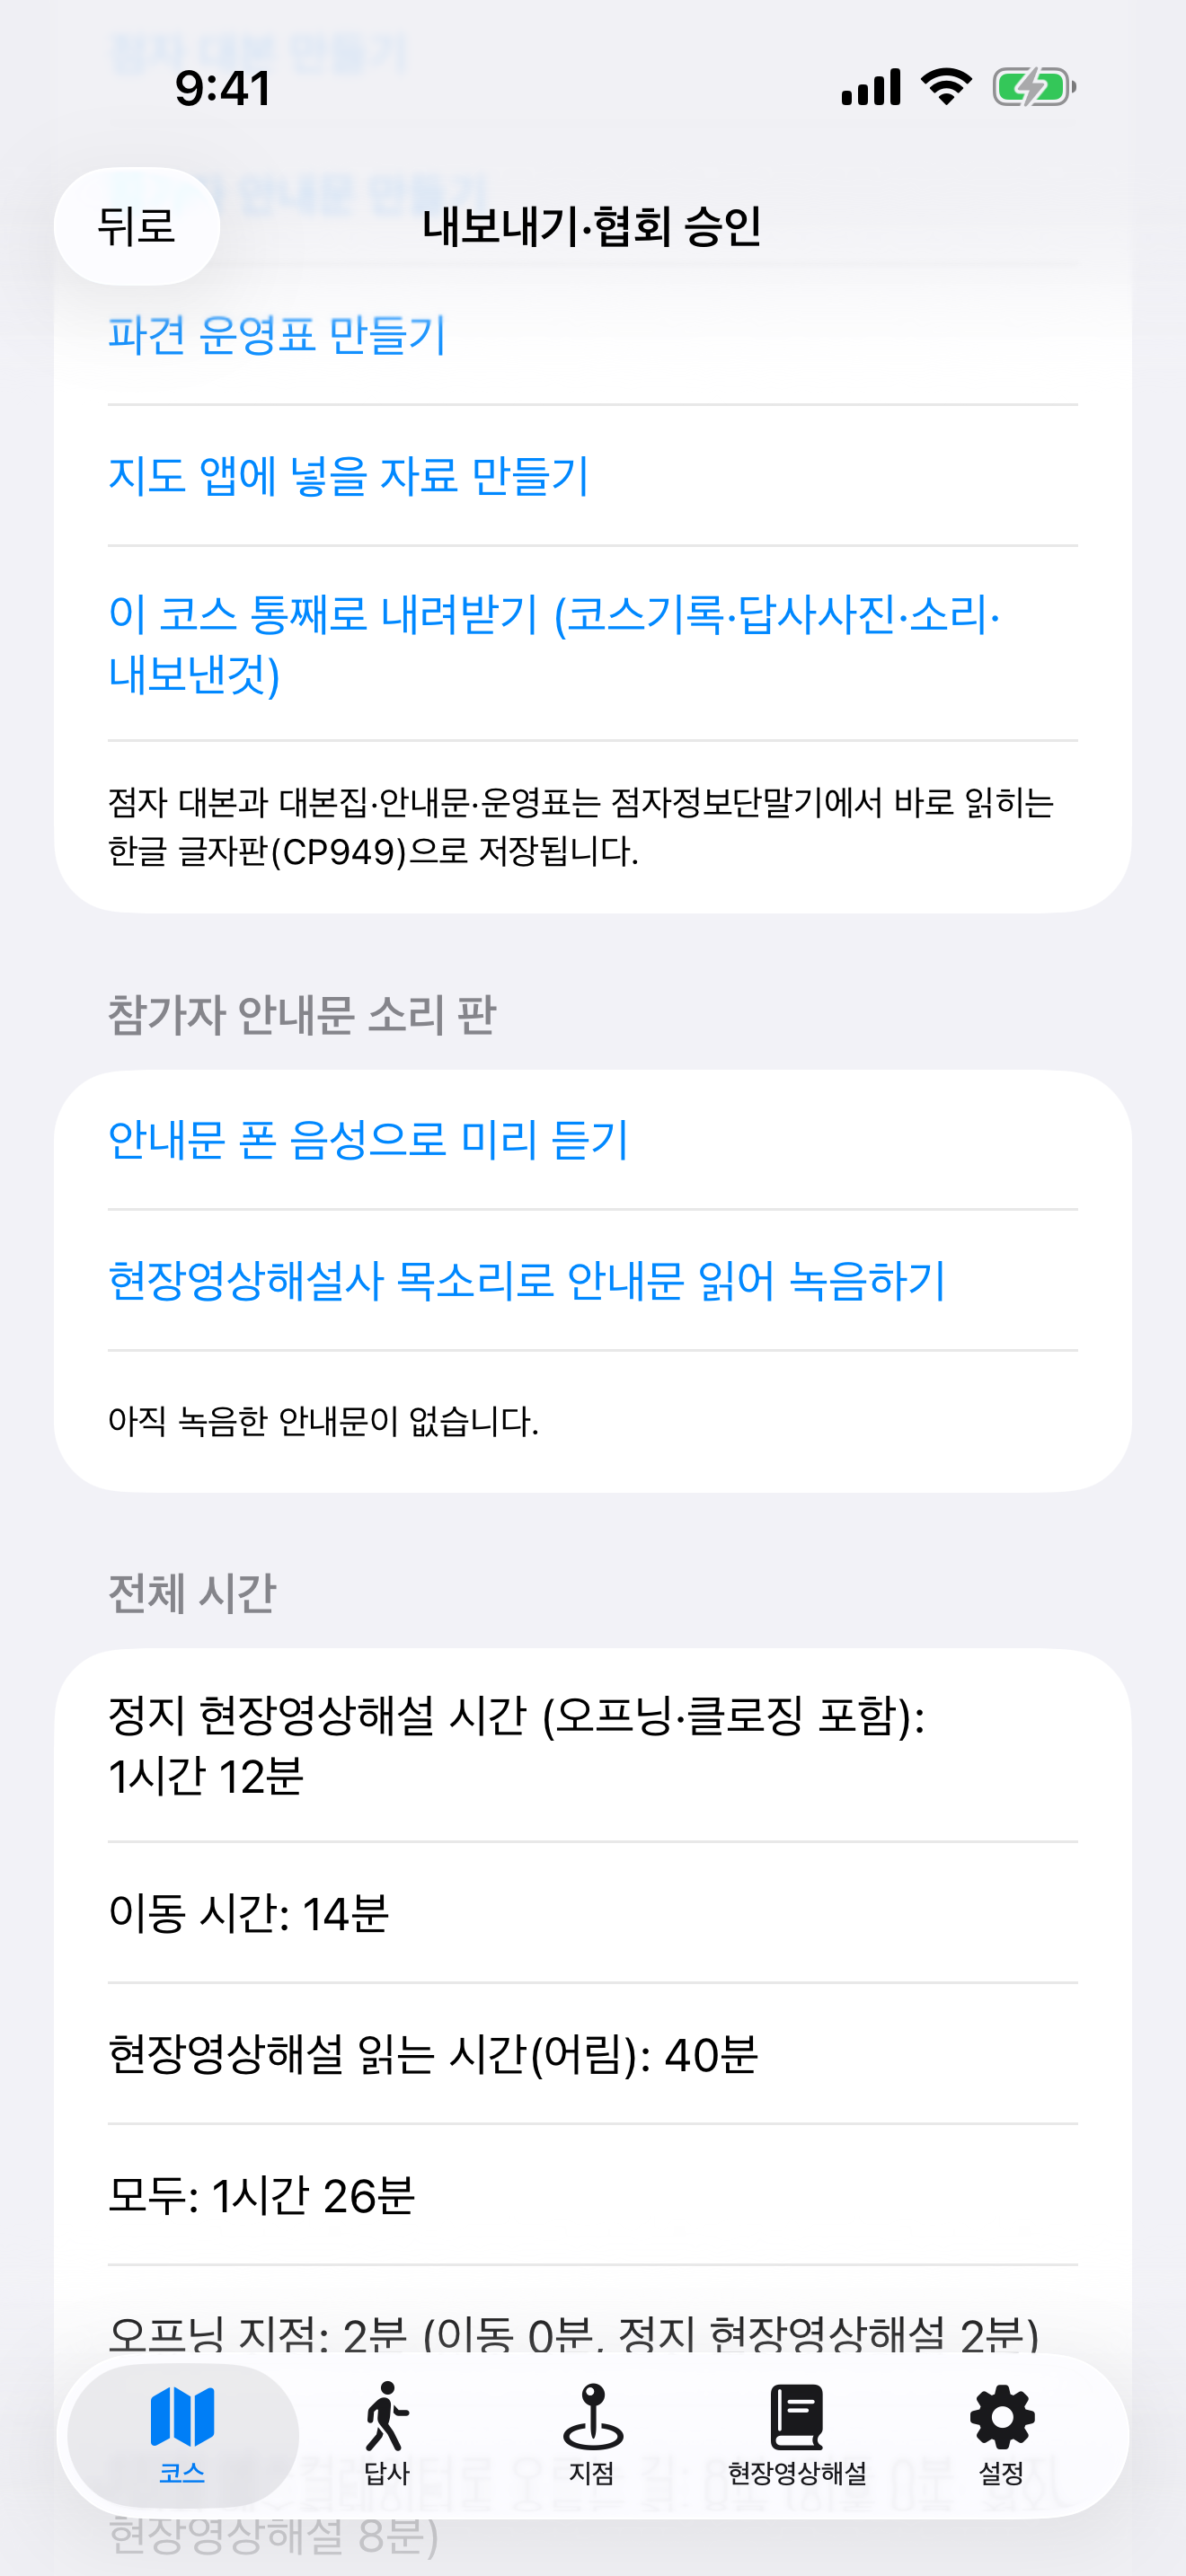 점자 대본 만들기
9:41
안내문 만들기
뒤로
내보내기·협회 승인
파견 운영표 만들기
지도 앱에 넣을 자료 만들기
이 코스 통째로 내려받기 (코스기록·답사사진·소리·
내보낸것)
점자 대본과 대본집·안내문·운영표는 점자정보단말기에서 바로 읽히는
한글 글자판(CP949)으로 저장됩니다.
참가자 안내문 소리 판
안내문 폰 음성으로 미리 듣기
현장영상해설사 목소리로 안내문 읽어 녹음하기
아직 녹음한 안내문이 없습니다.
전체 시간
정지 현장영상해설 시간 (오프닝·클로징 포함):
1시간 12분
이동 시간: 14분
현장영상해설 읽는 시간(어림): 40분
모두: 1시간 26분
오프닝 지점: 2분 (이동 0분, 정지 현장영상해설 2분)
코스
답사
지점
현장영상해설
설정
현장영상해설 8분)